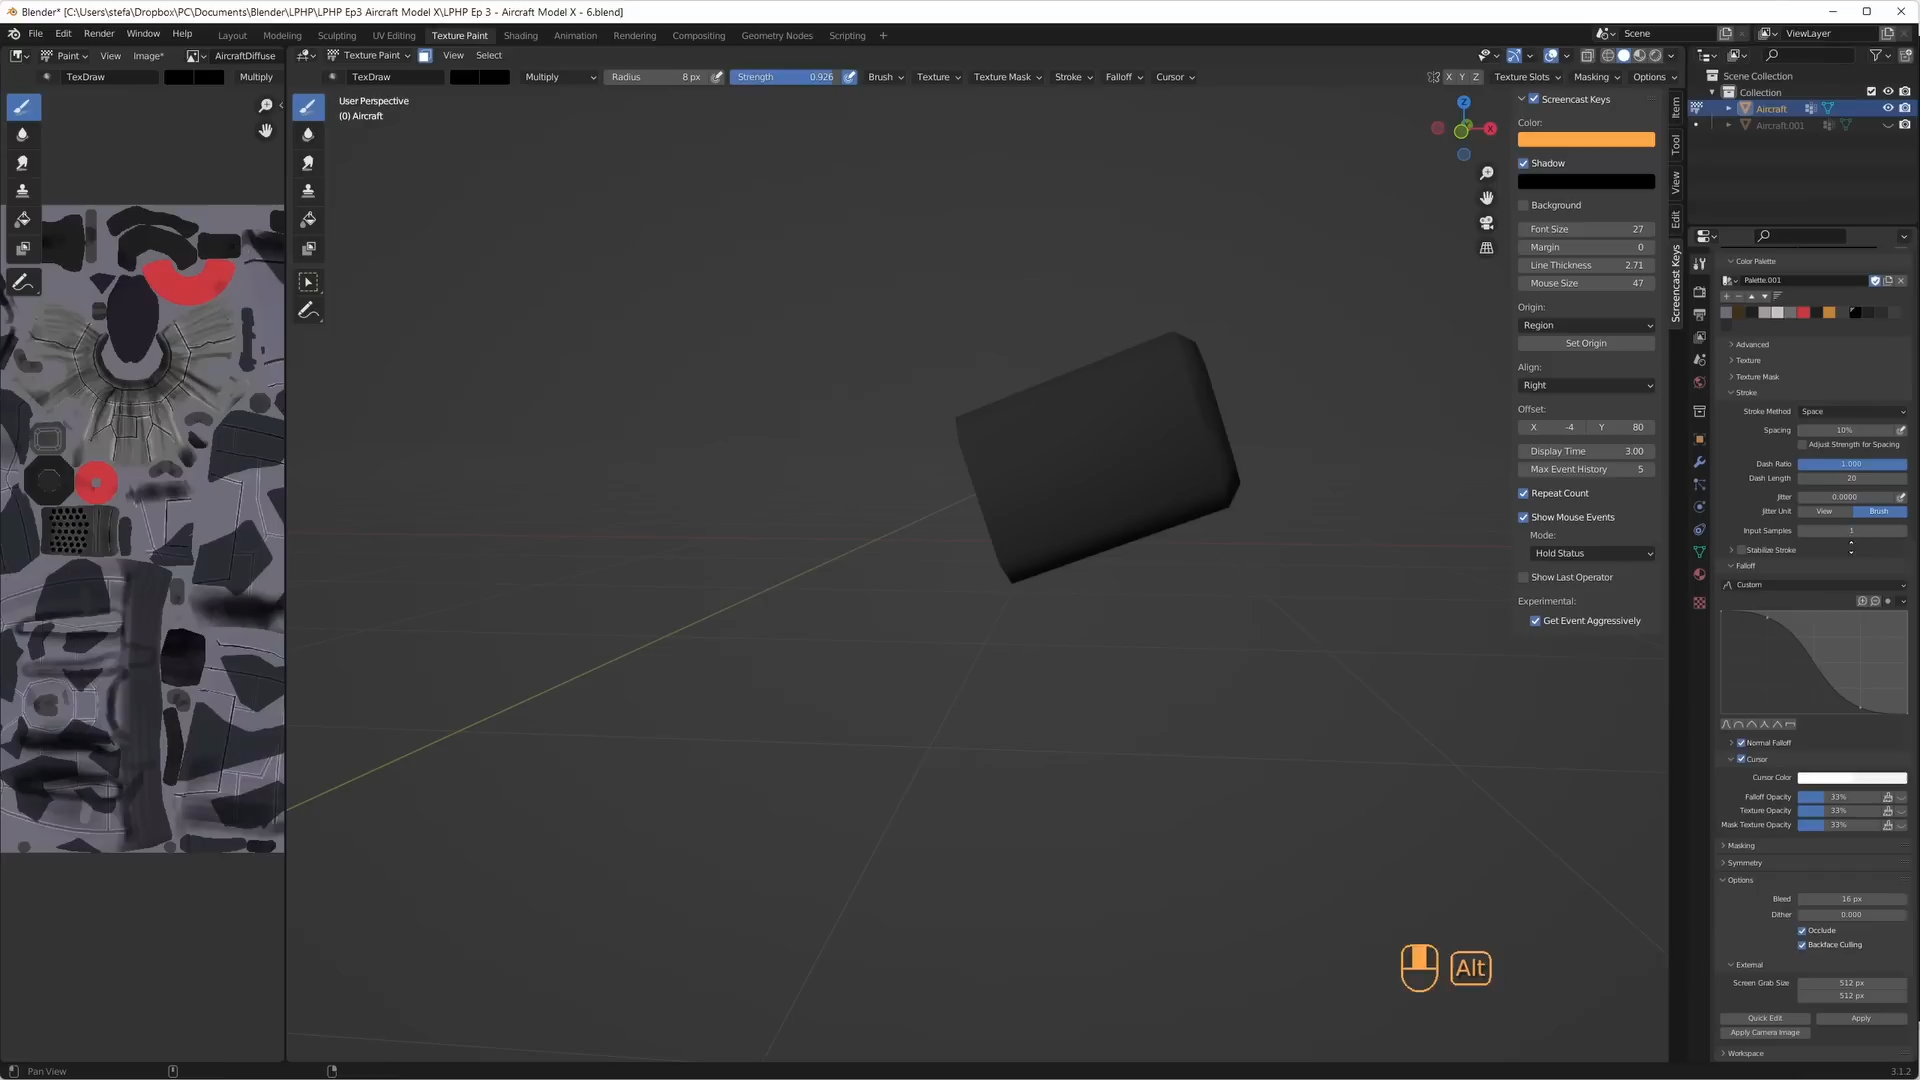 Blender* [C:\Users\stefa\Dropbox\PC\Documents\Blender\LPHP\LPHP Ep3 Aircraft Model X\LPHP Ep 3 - Aircraft Model X - 6.blend]
File Edit Render Window Help Layout Modeling Sculpting UV Editing Texture Paint Shading Animation Rendering Compositing Geometry Nodes Scripting + Scene ViewLayer
Paint View Image* AircraftDiffuse Texture Paint View Select
TexDraw Multiply TexDraw Multiply Radius 8 px Strength 0.926 Brush Texture Texture Mask Stroke Falloff Cursor X Y Z Texture Slots Masking Options
Scene Collection
Collection
Aircraft
Aircraft.001
User Perspective
(0) Aircraft
Z
X
Screencast Keys
Color:
Shadow
Background
Font Size 27
Margin 0
Line Thickness 2.71
Mouse Size 47
Origin:
Region
Set Origin
Align:
Right
Offset:
X -4 Y 80
Display Time 3.00
Max Event History 5
Repeat Count
Show Mouse Events
Mode:
Hold Status
Show Last Operator
Experimental:
Get Event Aggressively
Item
Tool
View
Edit
Screencast Keys
Color Palette
Palette.001
Advanced
Texture
Texture Mask
Stroke
Stroke Method Space
Spacing 10%
Adjust Strength for Spacing
Dash Ratio 1.000
Dash Length 20
Jitter 0.0000
Jitter Unit View Brush
Input Samples 1
Stabilize Stroke
Falloff
Custom
Normal Falloff
Cursor
Cursor Color
Falloff Opacity 33%
Texture Opacity 33%
Mask Texture Opacity 33%
Masking
Symmetry
Options
Bleed 16 px
Dither 0.000
Occlude
Backface Culling
External
Screen Grab Size 512 px
512 px
Quick Edit Apply
Apply Camera Image
Workspace
Alt
Pan View 3.1.2